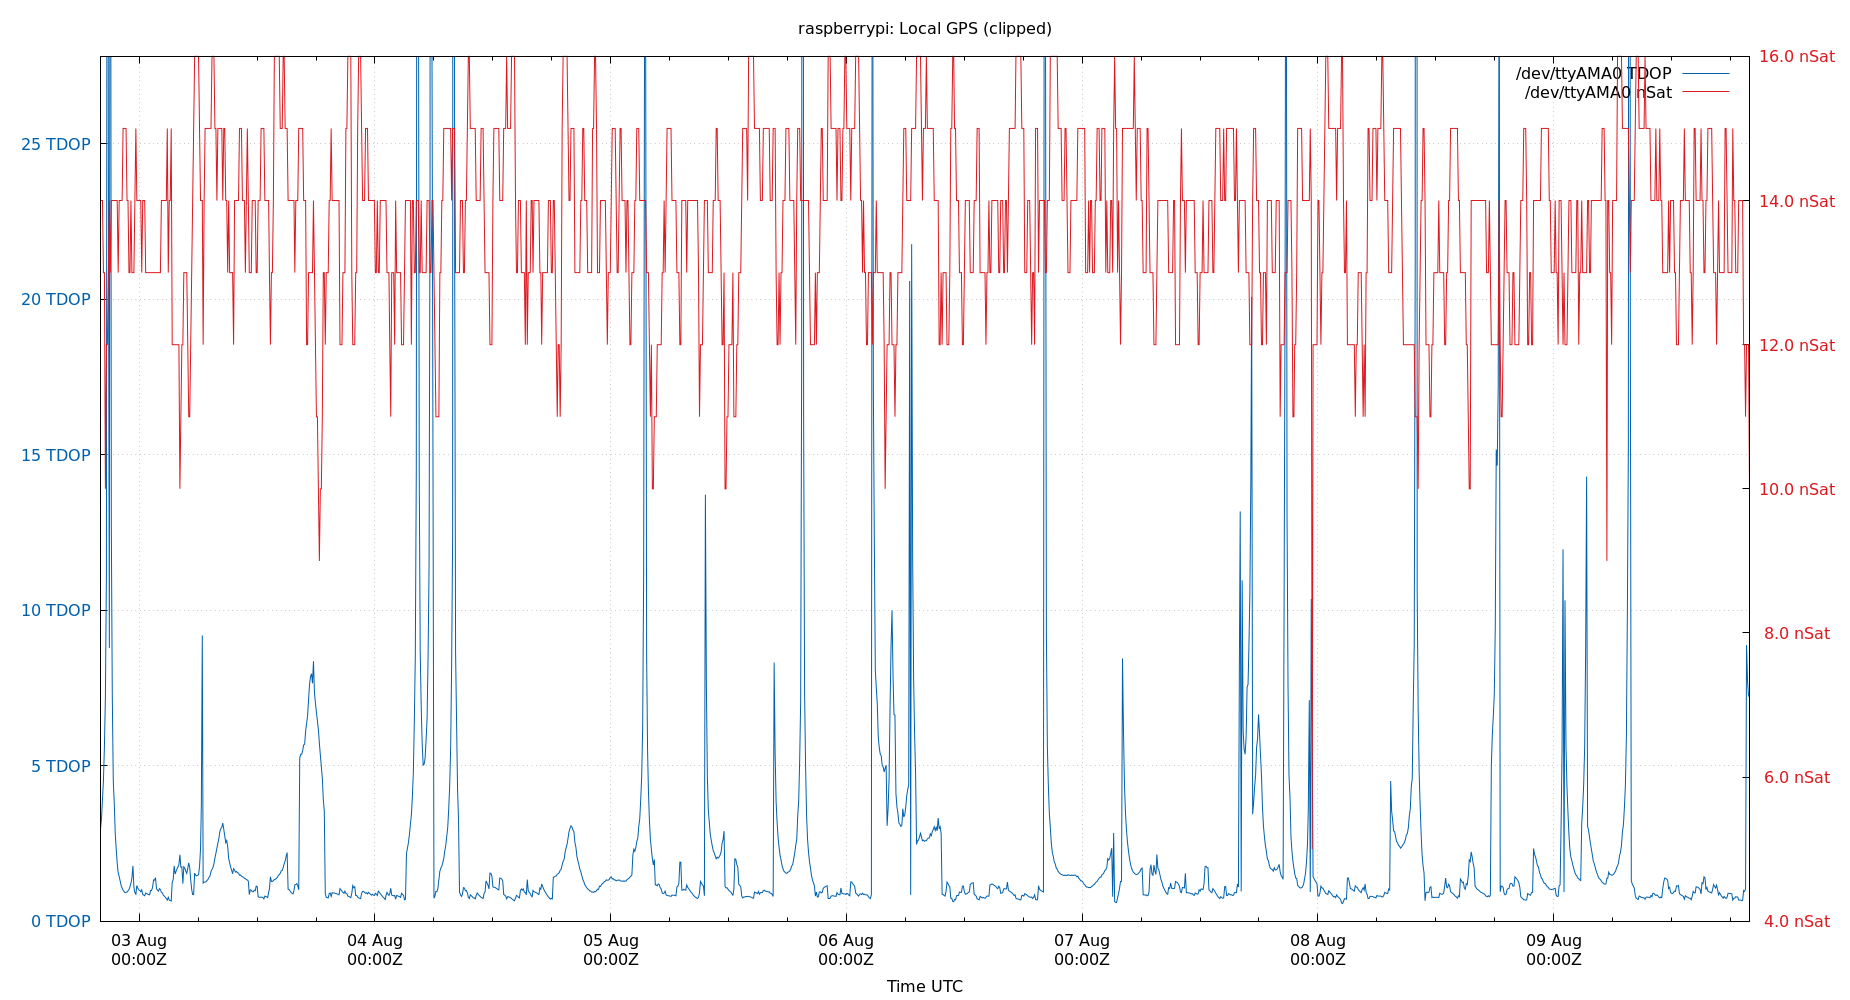 raspberrypi: Local GPS (clipped)
16.0 nSat
/dev/ttyAMA0 TDOP
/dev/ttyAMA0 nSat
25 TDOP
14.0 nSat
20 TDOP
12.0 nSat
15 TDOP
10.0 nSat
10 TDOP
8.0 nSat
5 TDOP
6.0 nSat
0 TDOP
4.0 nSat
03 Aug 04 Aug 05 Aug 06 Aug 07 Aug 08 Aug 09 Aug
00:00Z 00:00Z 00:00Z 00:00Z 00:00Z 00:00Z 00:00Z
Time UTC